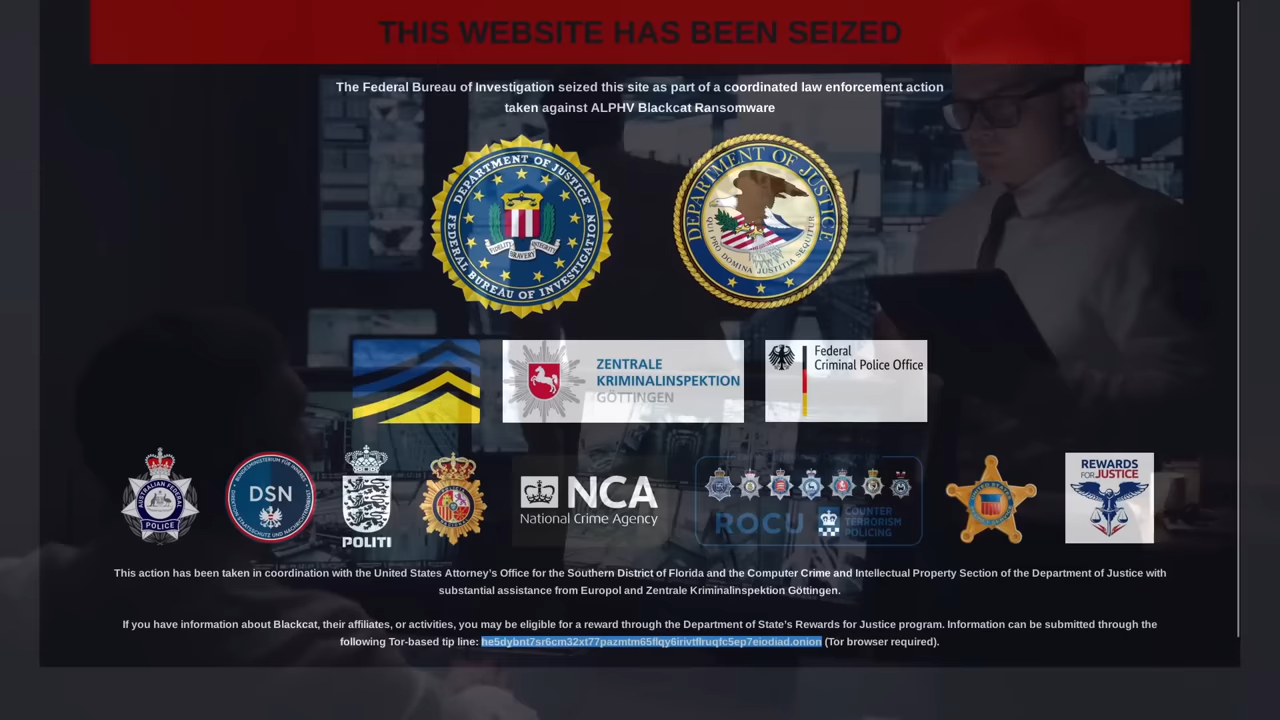 THIS WEBSITE HAS BEEN SEIZED
The Federal Bureau of Investigation seized this site as part of a coordinated law enforcement action
taken against ALPHV Blackcat Ransomware
DEPARTMENT OF JUSTICE
FEDERAL BUREAU OF INVESTIGATION
FIDELITY BRAVERY INTEGRITY
DEPARTMENT OF JUSTICE
QUI PRO DOMINA JUSTITIA SEQUITUR
ZENTRALE
KRIMINALINSPEKTION
GÖTTINGEN
Federal
Criminal Police Office
AUSTRALIAN FEDERAL
POLICE
DSN
POLITI
NCA
National Crime Agency
ROCU
COUNTER
TERRORISM
POLICING
UNITED STATES
REWARDS
FOR JUSTICE
This action has been taken in coordination with the United States Attorney’s Office for the Southern District of Florida and the Computer Crime and Intellectual Property Section of the Department of Justice with
substantial assistance from Europol and Zentrale Kriminalinspektion Göttingen.
If you have information about Blackcat, their affiliates, or activities, you may be eligible for a reward through the Department of State’s Rewards for Justice program. Information can be submitted through the
following Tor-based tip line: he5dybnt7sr6cm32xt77pazmtm65flqy6irivtflruqfc5ep7eiodiad.onion (Tor browser required).